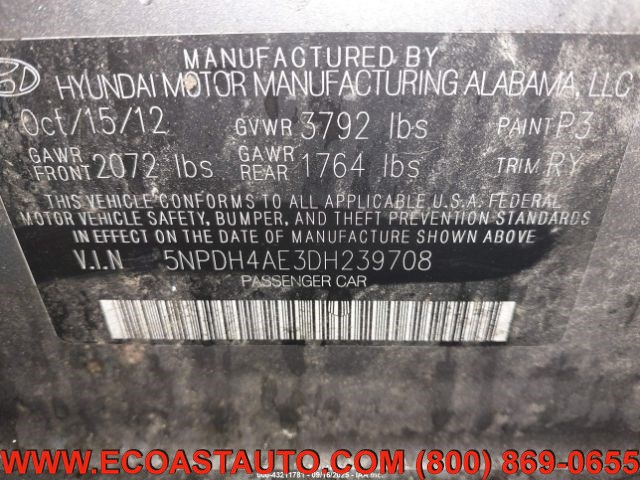 MANUFACTURED BY
HYUNDAI MOTOR MANUFACTURING ALABAMA, LLC
Oct/15/12 GVWR 3792 lbs PAINT P3
GAWR FRONT 2072 lbs GAWR REAR 1764 lbs TRIM RY
THIS VEHICLE CONFORMS TO ALL APPLICABLE U.S.A. FEDERAL
MOTOR VEHICLE SAFETY, BUMPER, AND THEFT PREVENTION STANDARDS
IN EFFECT ON THE DATE OF MANUFACTURE SHOWN ABOVE.
V.I.N 5NPDH4AE3DH239708
PASSENGER CAR
WWW.ECOASTAUTO.COM (800) 869-0655